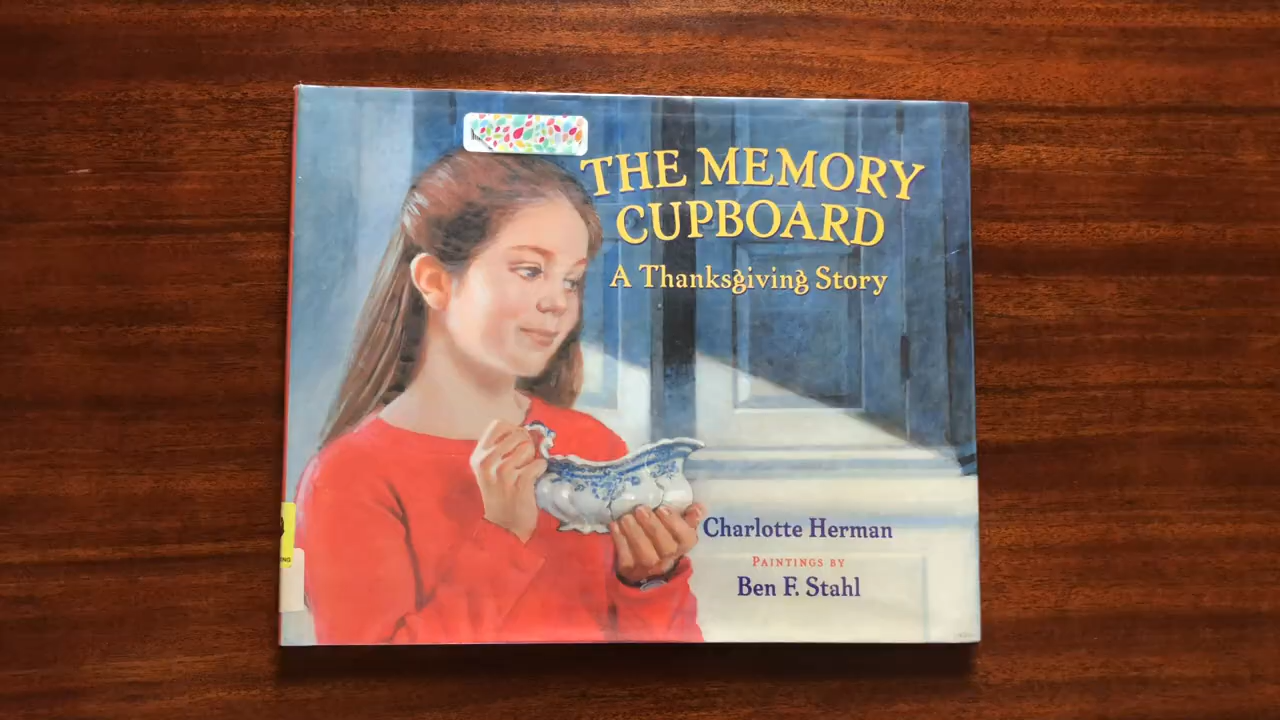 THE MEMORY
CUPBOARD
A Thanksgiving Story
Charlotte Herman
PAINTINGS BY
Ben F. Stahl